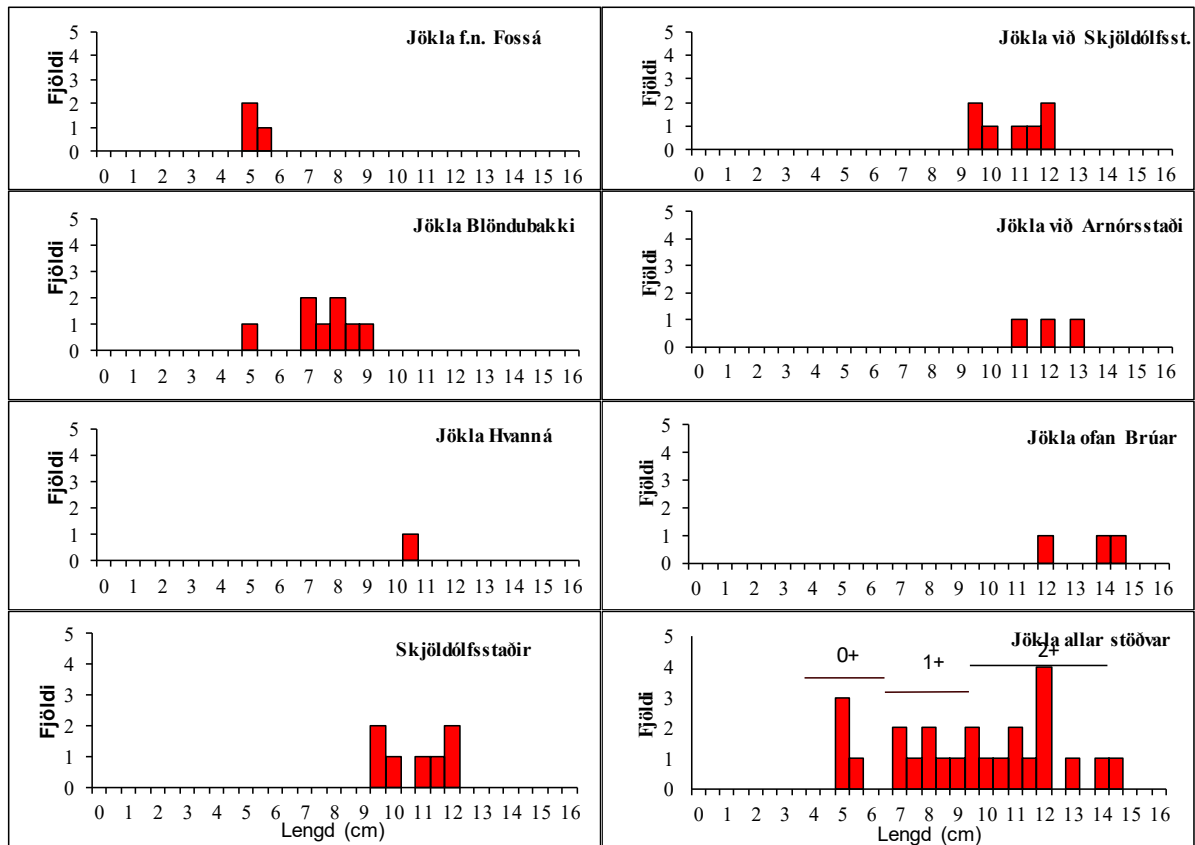 Jökla f.n. Fossá
Fjöldi
5
4
3
2
1
0
0 1 2 3 4 5 6 7 8 9 10 11 12 13 14 15 16
Jökla við Skjöldólfsst.
Fjöldi
5
4
3
2
1
0
0 1 2 3 4 5 6 7 8 9 10 11 12 13 14 15 16
Jökla Blöndubakki
Fjöldi
5
4
3
2
1
0
0 1 2 3 4 5 6 7 8 9 10 11 12 13 14 15 16
Jökla við Arnórsstaði
Fjöldi
5
4
3
2
1
0
0 1 2 3 4 5 6 7 8 9 10 11 12 13 14 15 16
Jökla Hvanná
Fjöldi
5
4
3
2
1
0
0 1 2 3 4 5 6 7 8 9 10 11 12 13 14 15 16
Jökla ofan Brúar
Fjöldi
5
4
3
2
1
0
0 1 2 3 4 5 6 7 8 9 10 11 12 13 14 15 16
Skjöldólfsstaðir
Fjöldi
5
4
3
2
1
0
0 1 2 3 4 5 6 7 8 9 10 11 12 13 14 15 16
Lengd (cm)
Jökla allar stöðvar
0+ 1+ 2+
Fjöldi
5
4
3
2
1
0
0 1 2 3 4 5 6 7 8 9 10 11 12 13 14 15 16
Lengd (cm)